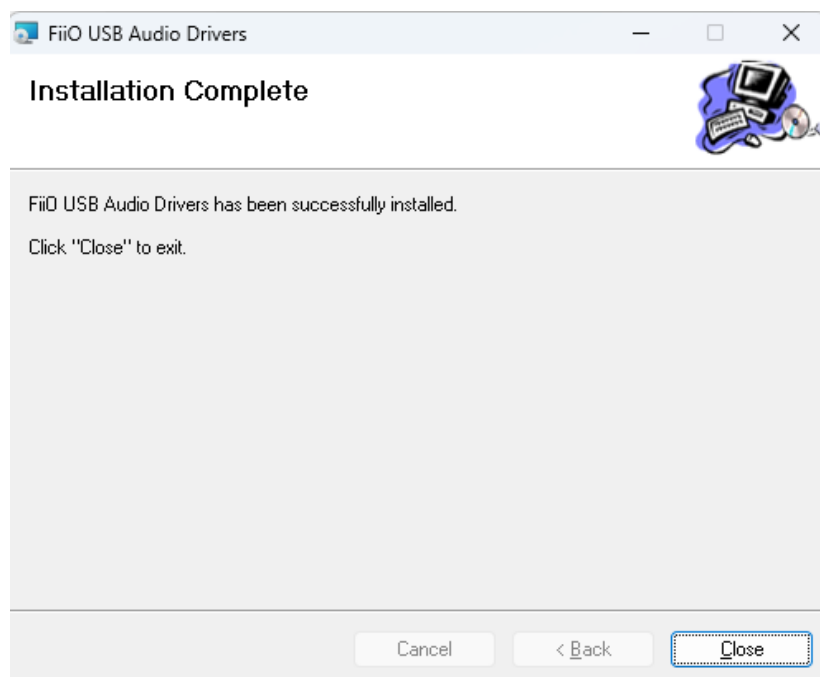 FiiO USB Audio Drivers
Installation Complete
FiiO USB Audio Drivers has been successfully installed.
Click "Close" to exit.
Cancel
< Back
Close